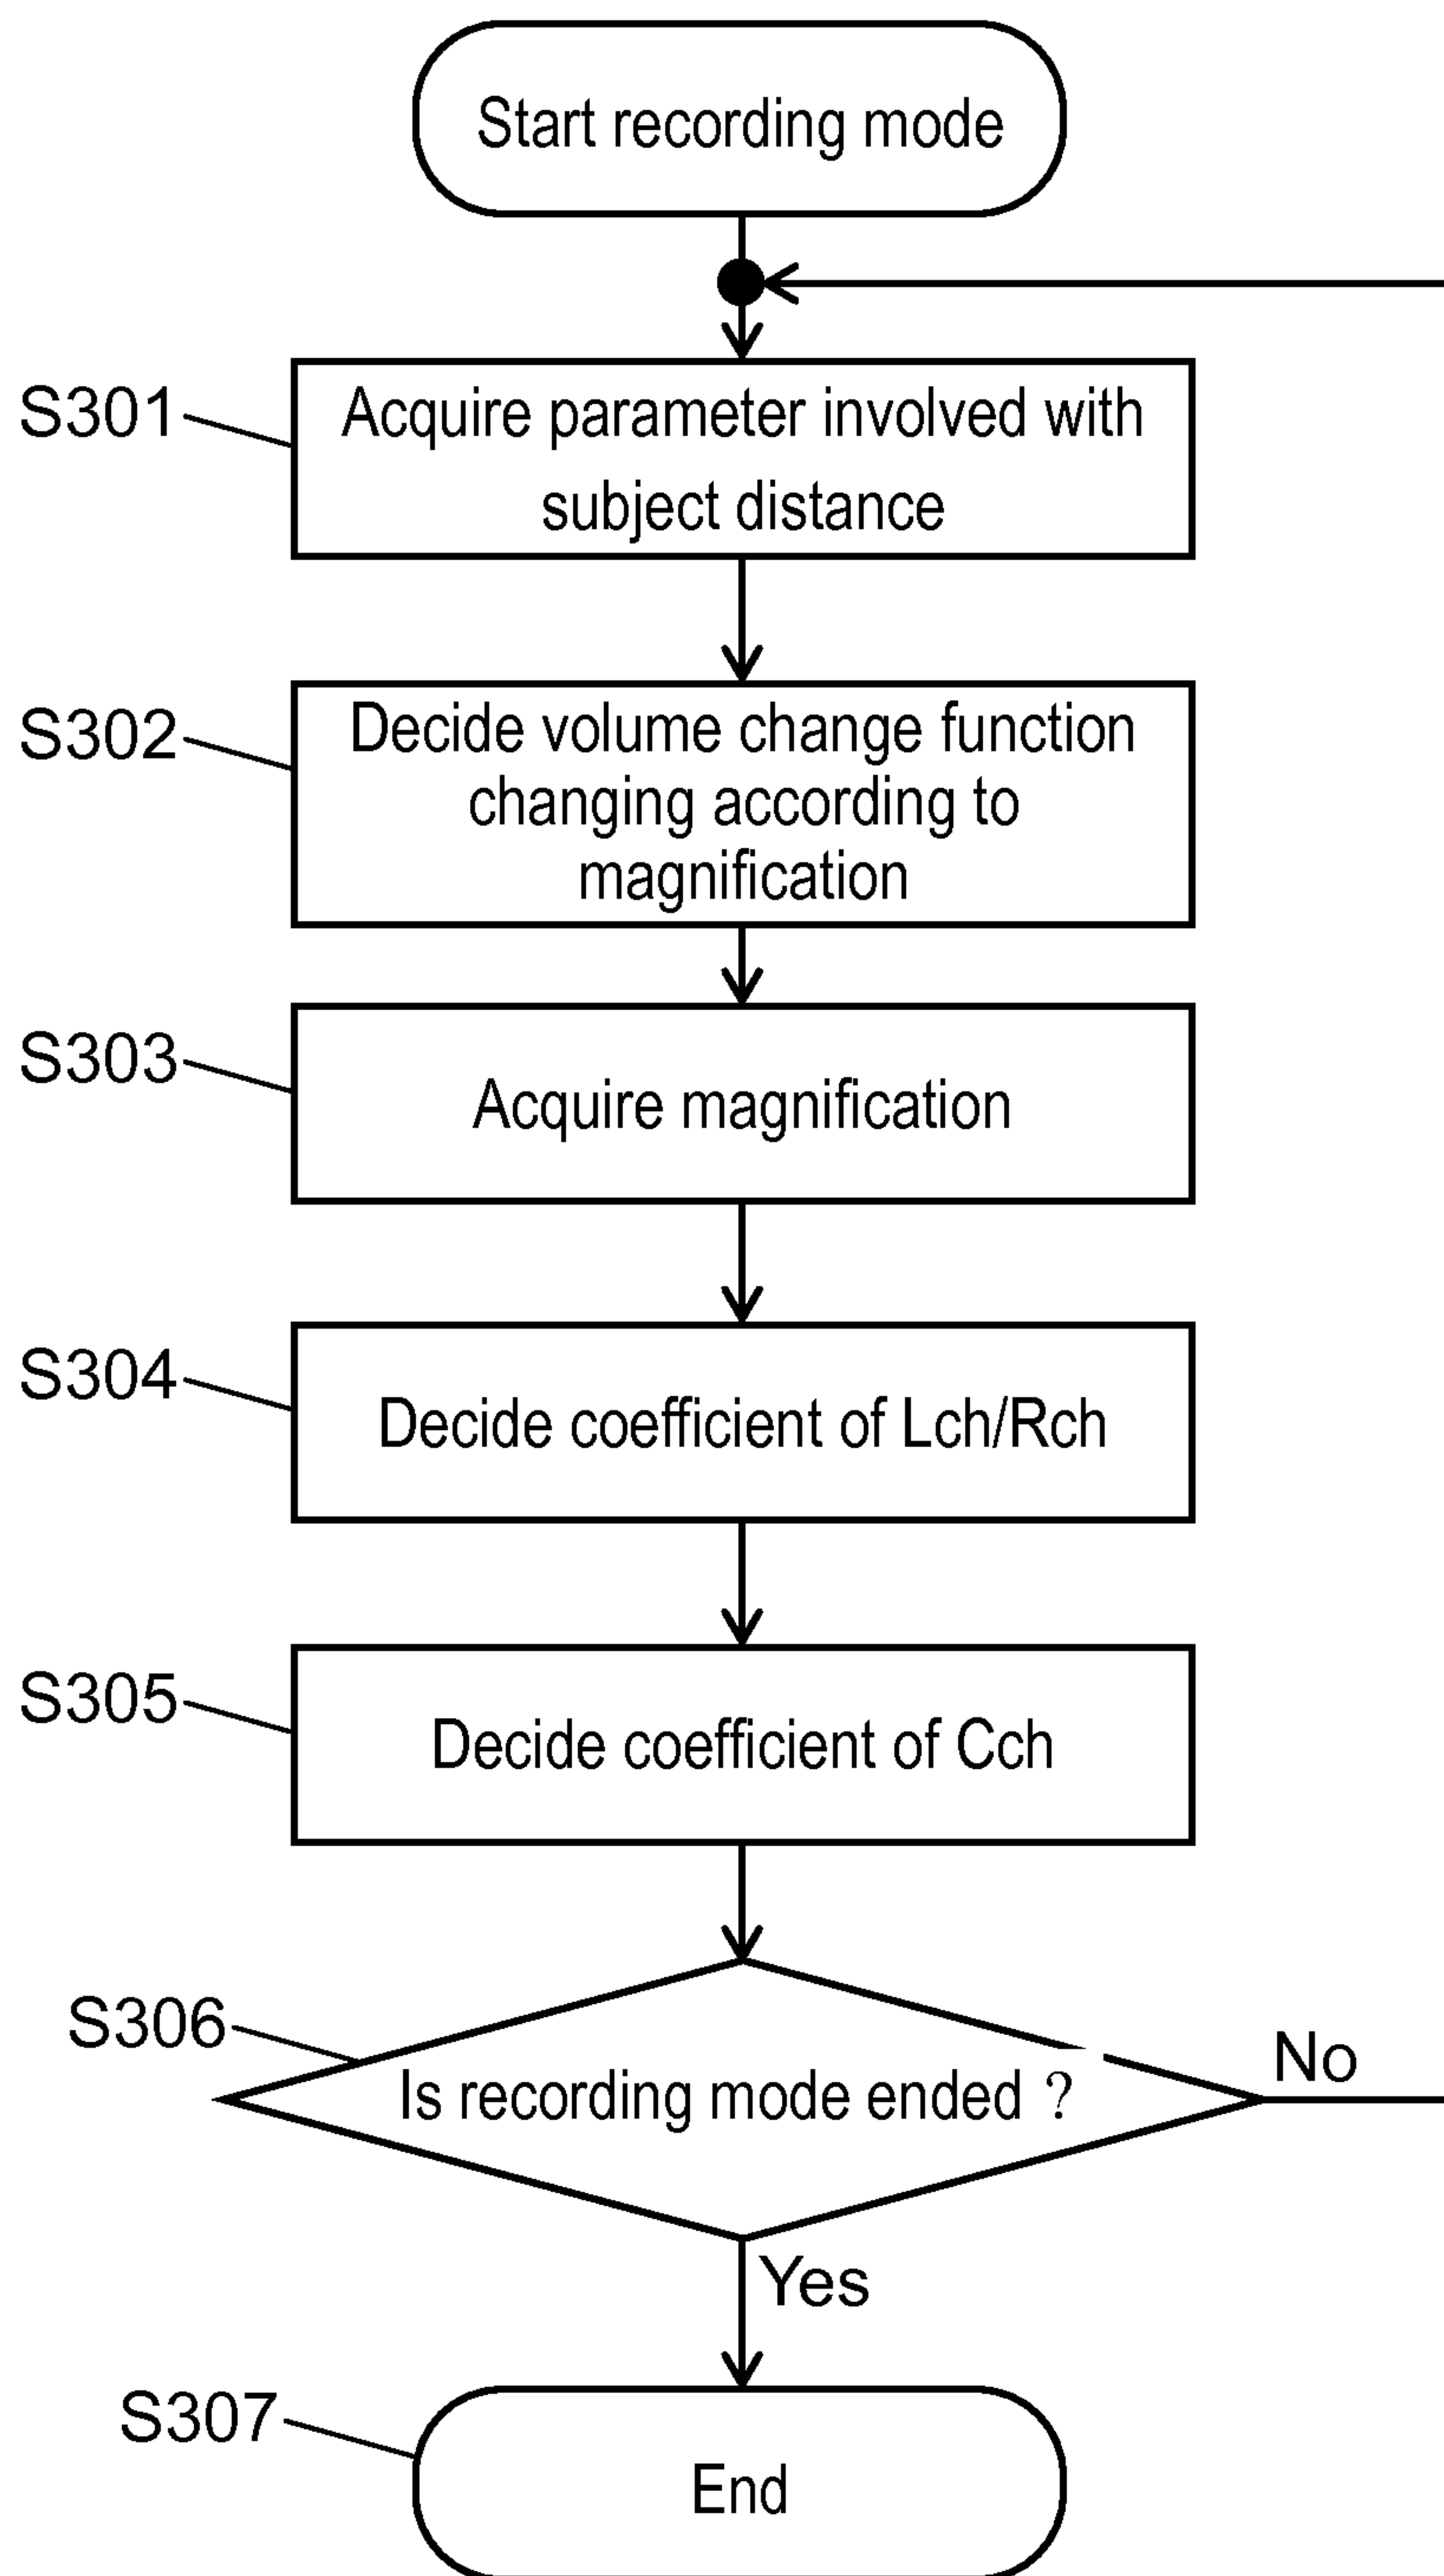 Start recording mode
S301
Acquire parameter involved with
subject distance
S302
Decide volume change function
changing according to
magnification
S303
Acquire magnification
S304
Decide coefficient of Lch/Rch
S305
Decide coefficient of Cch
S306
Is recording mode ended ?
No
Yes
S307
End